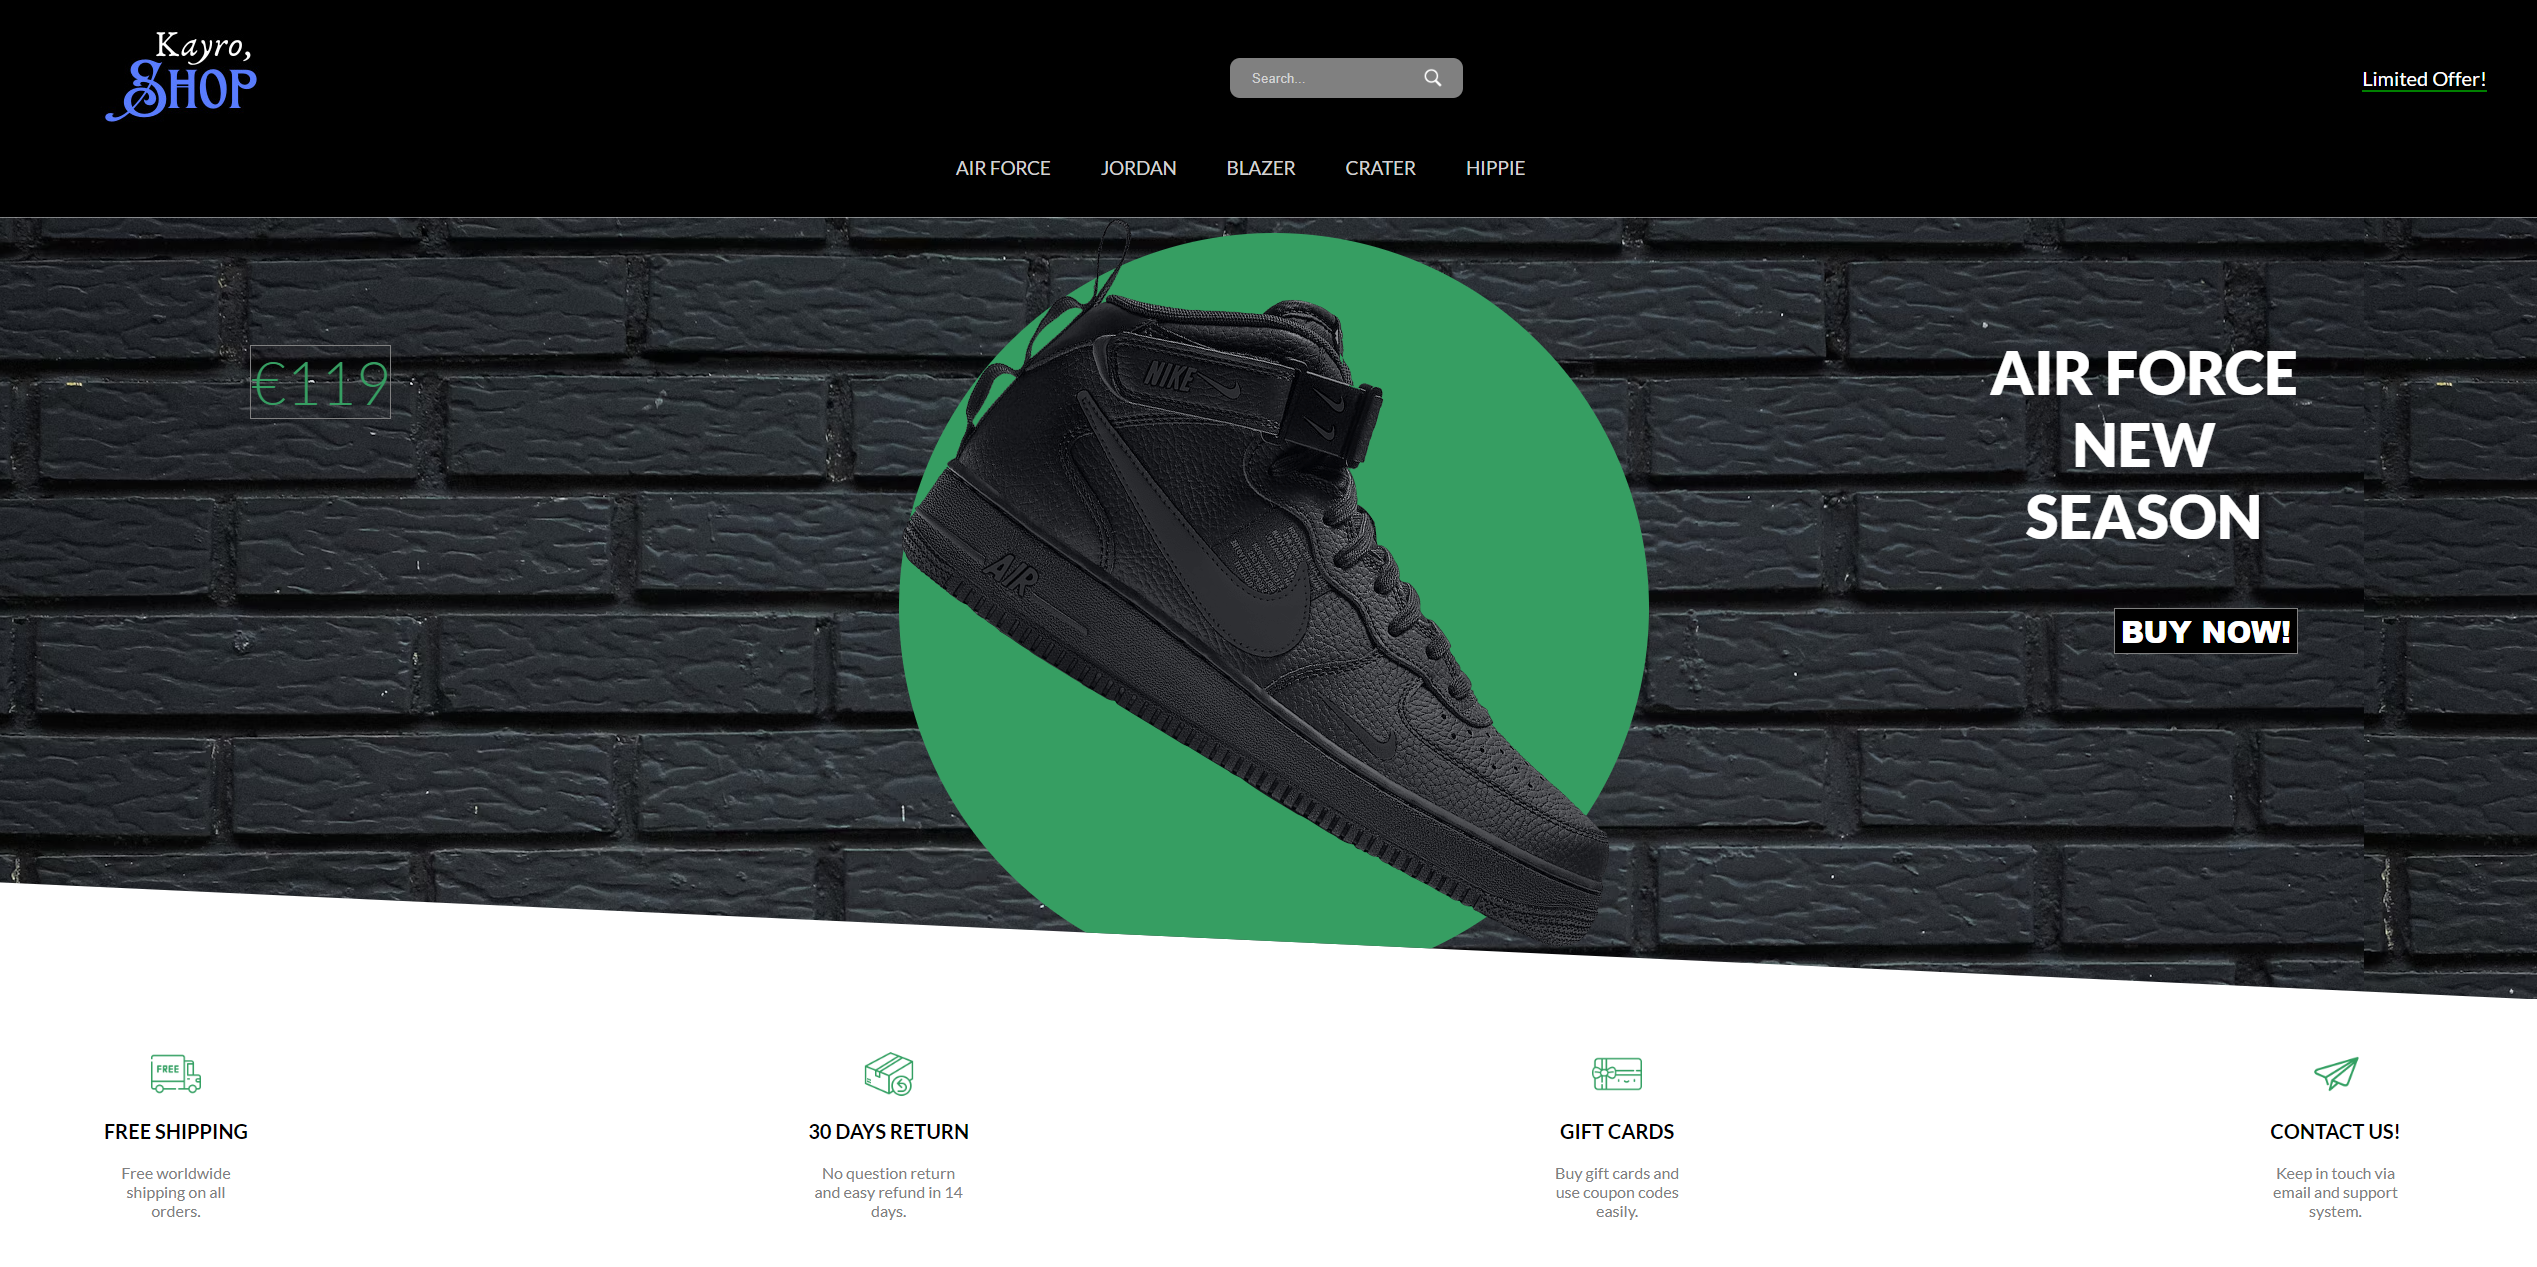 Kayro,
SHOP
Search...
Limited Offer!
AIR FORCE
JORDAN
BLAZER
CRATER
HIPPIE
€119
NIKE
AIR
AIR FORCE
NEW
SEASON
BUY NOW!
FREE
FREE SHIPPING
Free worldwide
shipping on all
orders.
30 DAYS RETURN
No question return
and easy refund in 14
days.
GIFT CARDS
Buy gift cards and
use coupon codes
easily.
CONTACT US!
Keep in touch via
email and support
system.